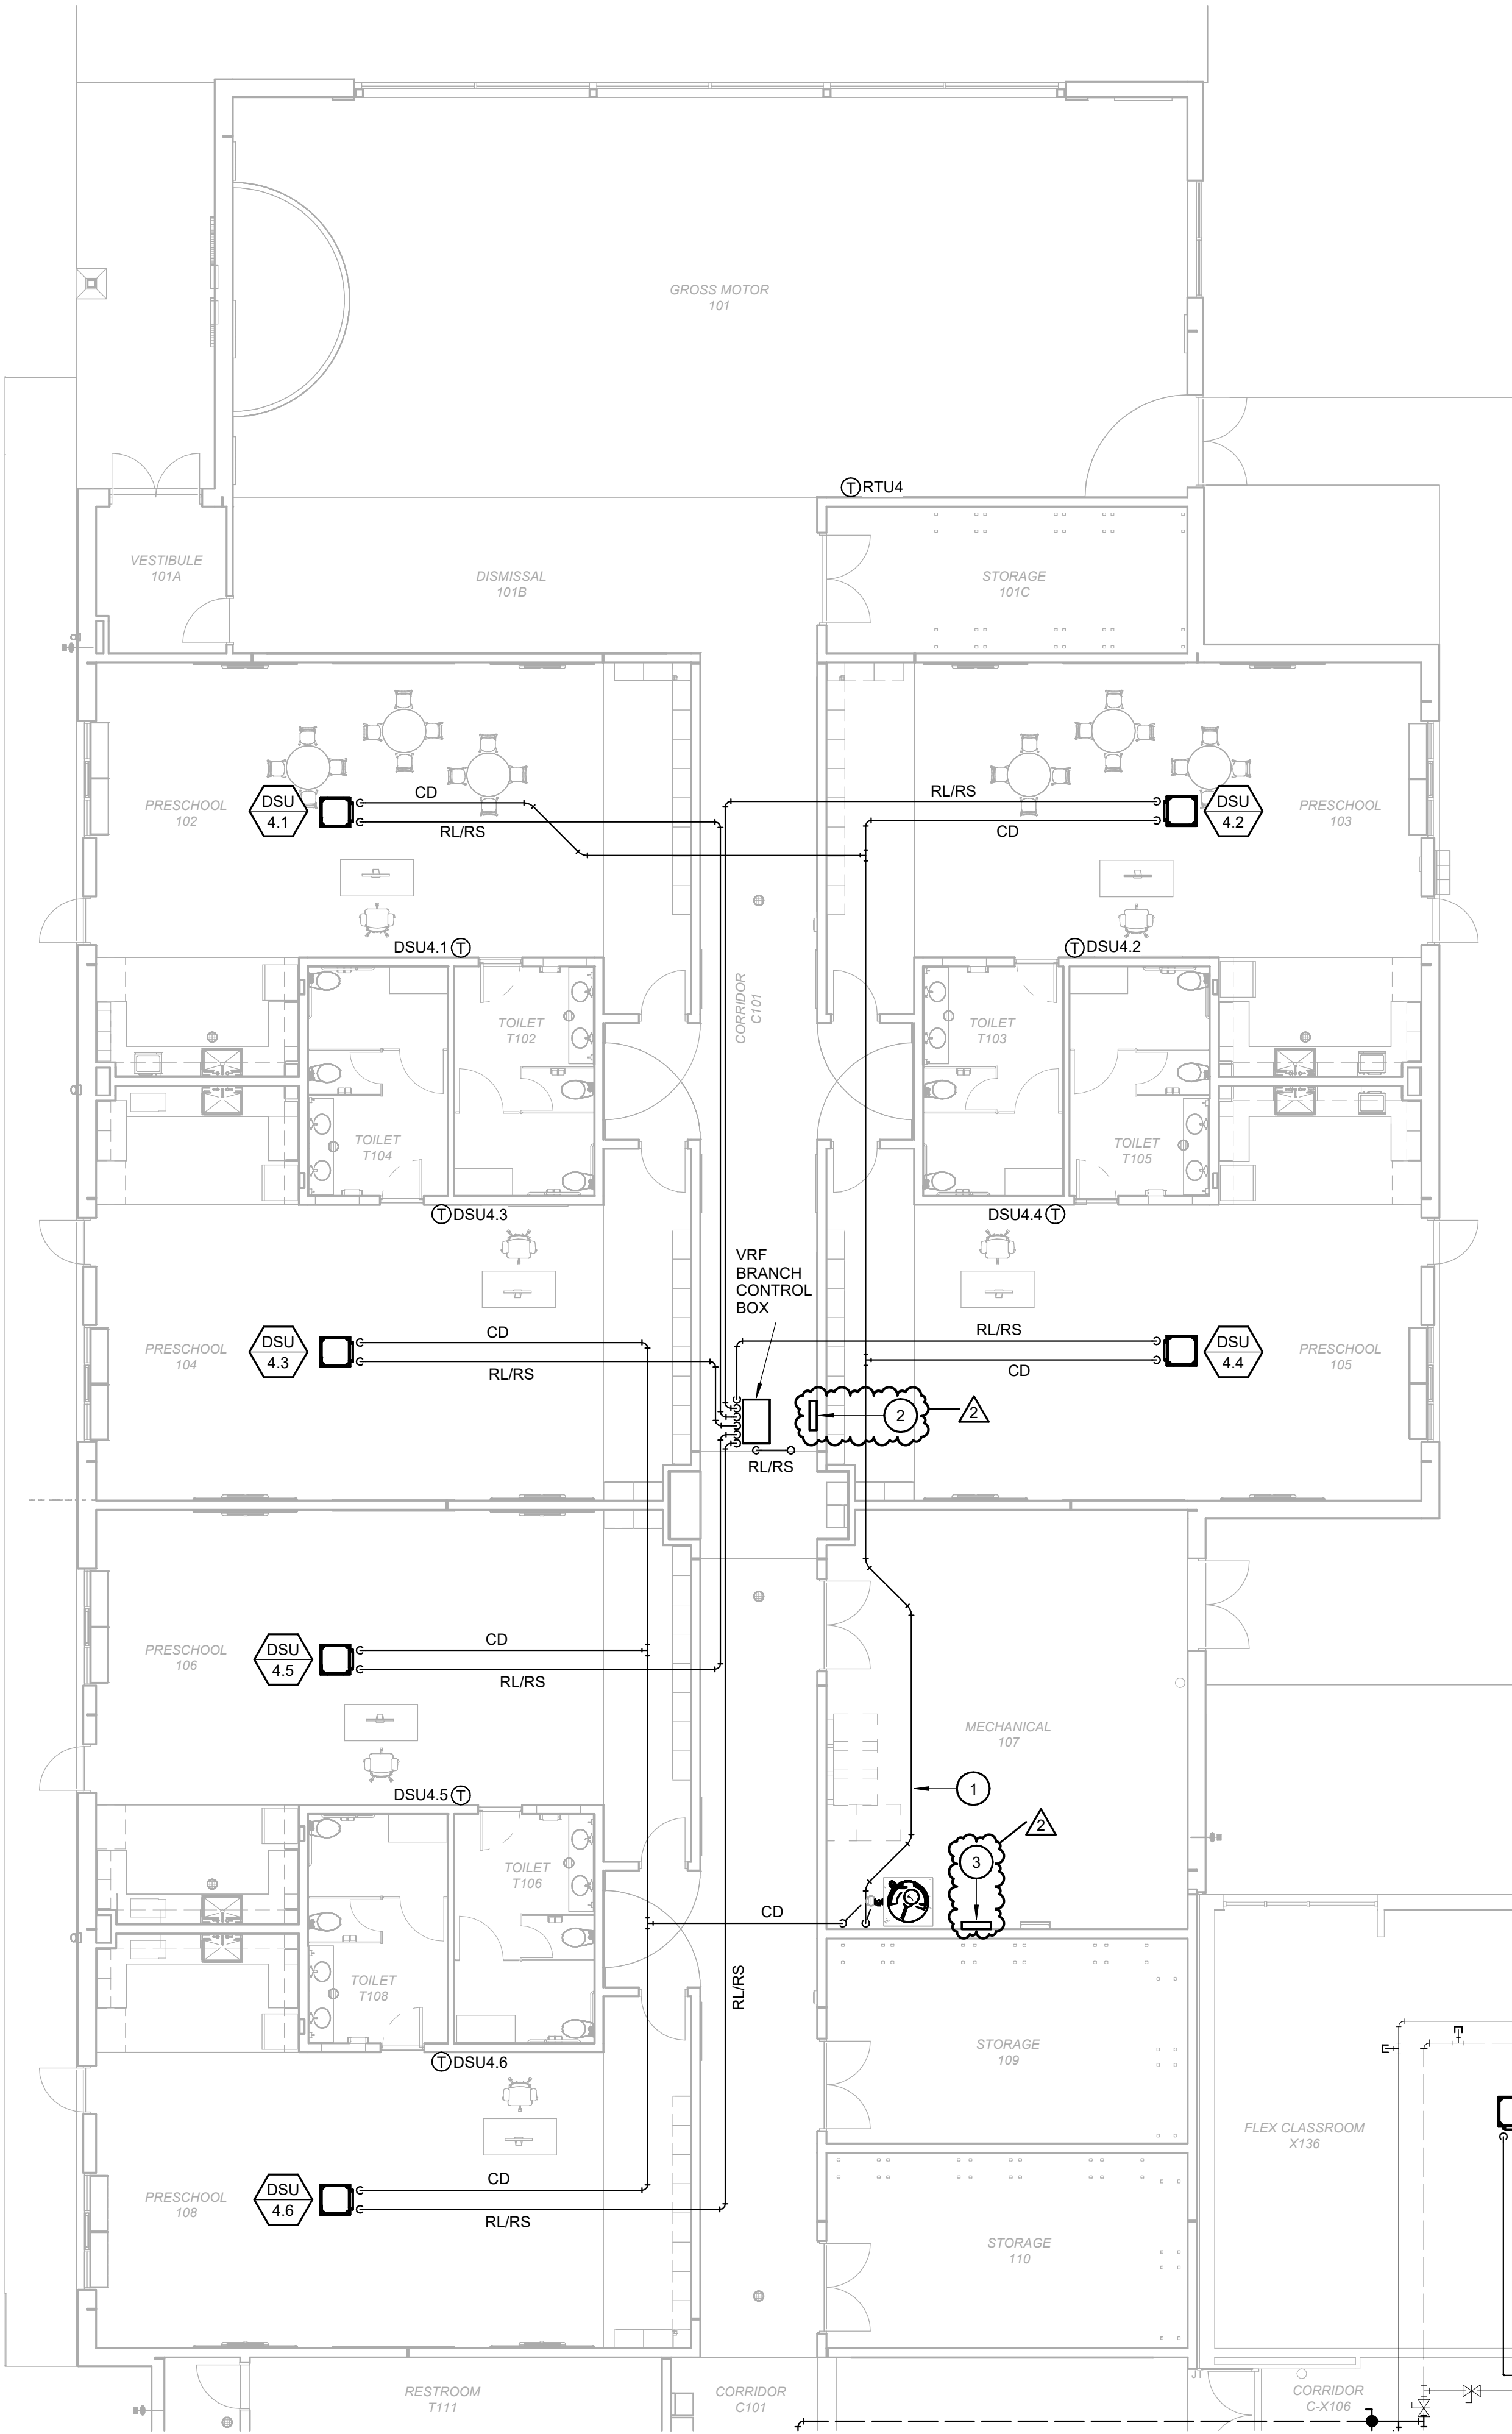 GROSS MOTOR
101
Ⓣ RTU4
VESTIBULE
101A
DISMISSAL
101B
STORAGE
101C
PRESCHOOL
102
DSU
4.1
CD
RL/RS
RL/RS
CD
DSU
4.2
PRESCHOOL
103
DSU4.1 Ⓣ
Ⓣ DSU4.2
CORRIDOR
C101
TOILET
T102
TOILET
T103
TOILET
T104
TOILET
T105
Ⓣ DSU4.3
DSU4.4 Ⓣ
VRF
BRANCH
CONTROL
BOX
PRESCHOOL
104
DSU
4.3
CD
RL/RS
RL/RS
CD
DSU
4.4
PRESCHOOL
105
2
2
RL/RS
PRESCHOOL
106
DSU
4.5
CD
RL/RS
MECHANICAL
107
1
DSU4.5 Ⓣ
2
3
TOILET
T106
CD
TOILET
T108
RL/RS
Ⓣ DSU4.6
STORAGE
109
FLEX CLASSROOM
X136
PRESCHOOL
108
DSU
4.6
CD
RL/RS
STORAGE
110
RESTROOM
T111
CORRIDOR
C101
CORRIDOR
C-X106